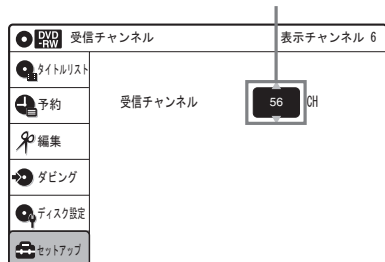 DVD-RW 受信チャンネル 表示チャンネル 6
タイトルリスト
予約
受信チャンネル 56 CH
編集
ダビング
ディスク設定
セットアップ